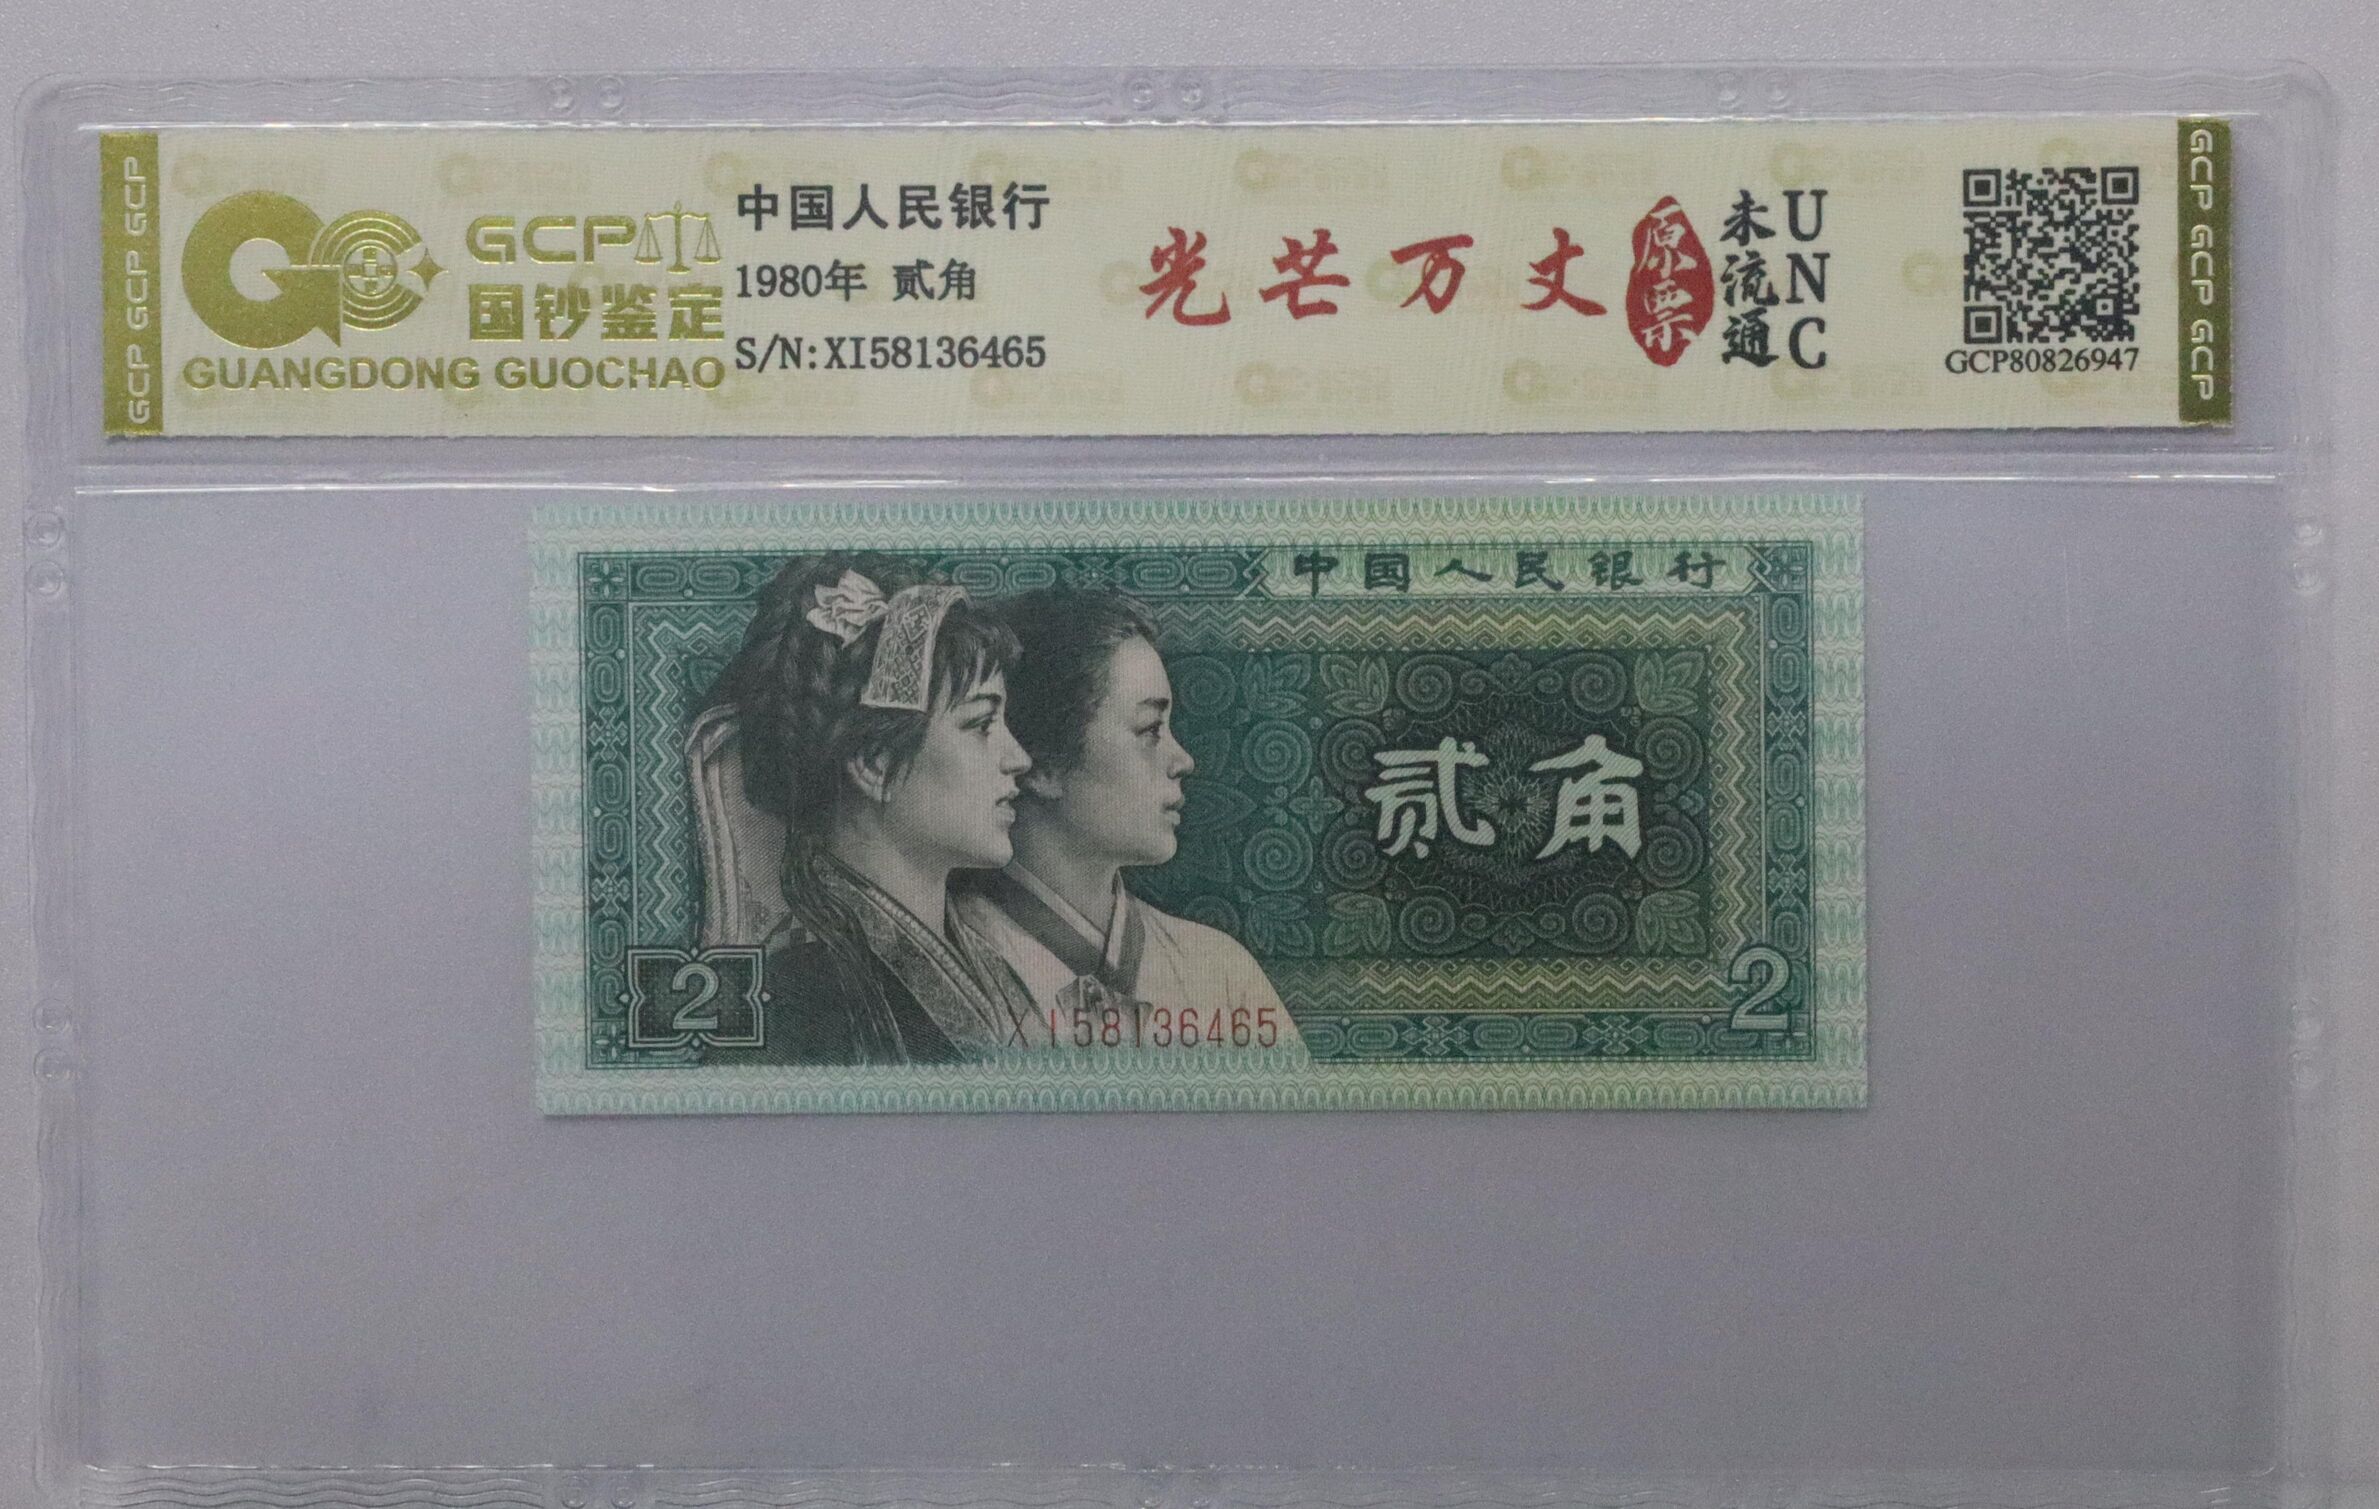 GCP GCP GCP
GCP
国钞鉴定
GUANGDONG GUOCHAO
中国人民银行
1980年 贰角
S/N:XI58136465
光芒万丈
原票
未流通
UNC
GCP80826947
GCP GCP GCP
中国人民银行
贰角
2
XI58136465
2